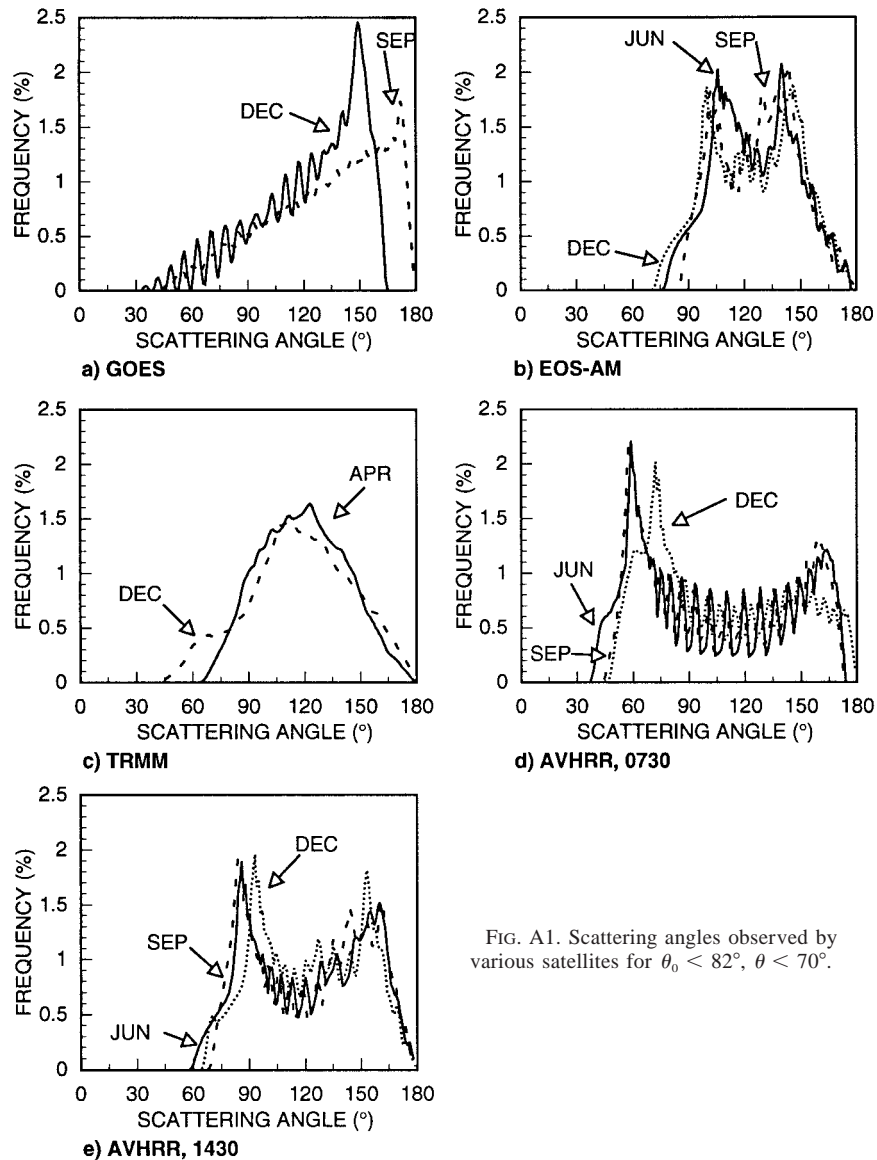 2.5
2
1.5
1
0.5
0
FREQUENCY (%)
SEP
DEC
0 30 60 90 120 150 180
SCATTERING ANGLE (°)
a) GOES
2.5
2
1.5
1
0.5
0
FREQUENCY (%)
JUN
SEP
DEC
0 30 60 90 120 150 180
SCATTERING ANGLE (°)
b) EOS-AM
2.5
2
1.5
1
0.5
0
FREQUENCY (%)
APR
DEC
0 30 60 90 120 150 180
SCATTERING ANGLE (°)
c) TRMM
2.5
2
1.5
1
0.5
0
FREQUENCY (%)
DEC
JUN
SEP
0 30 60 90 120 150 180
SCATTERING ANGLE (°)
d) AVHRR, 0730
2.5
2
1.5
1
0.5
0
FREQUENCY (%)
DEC
SEP
JUN
0 30 60 90 120 150 180
SCATTERING ANGLE (°)
e) AVHRR, 1430
FIG. A1. Scattering angles observed by
various satellites for θ₀ < 82°, θ < 70°.